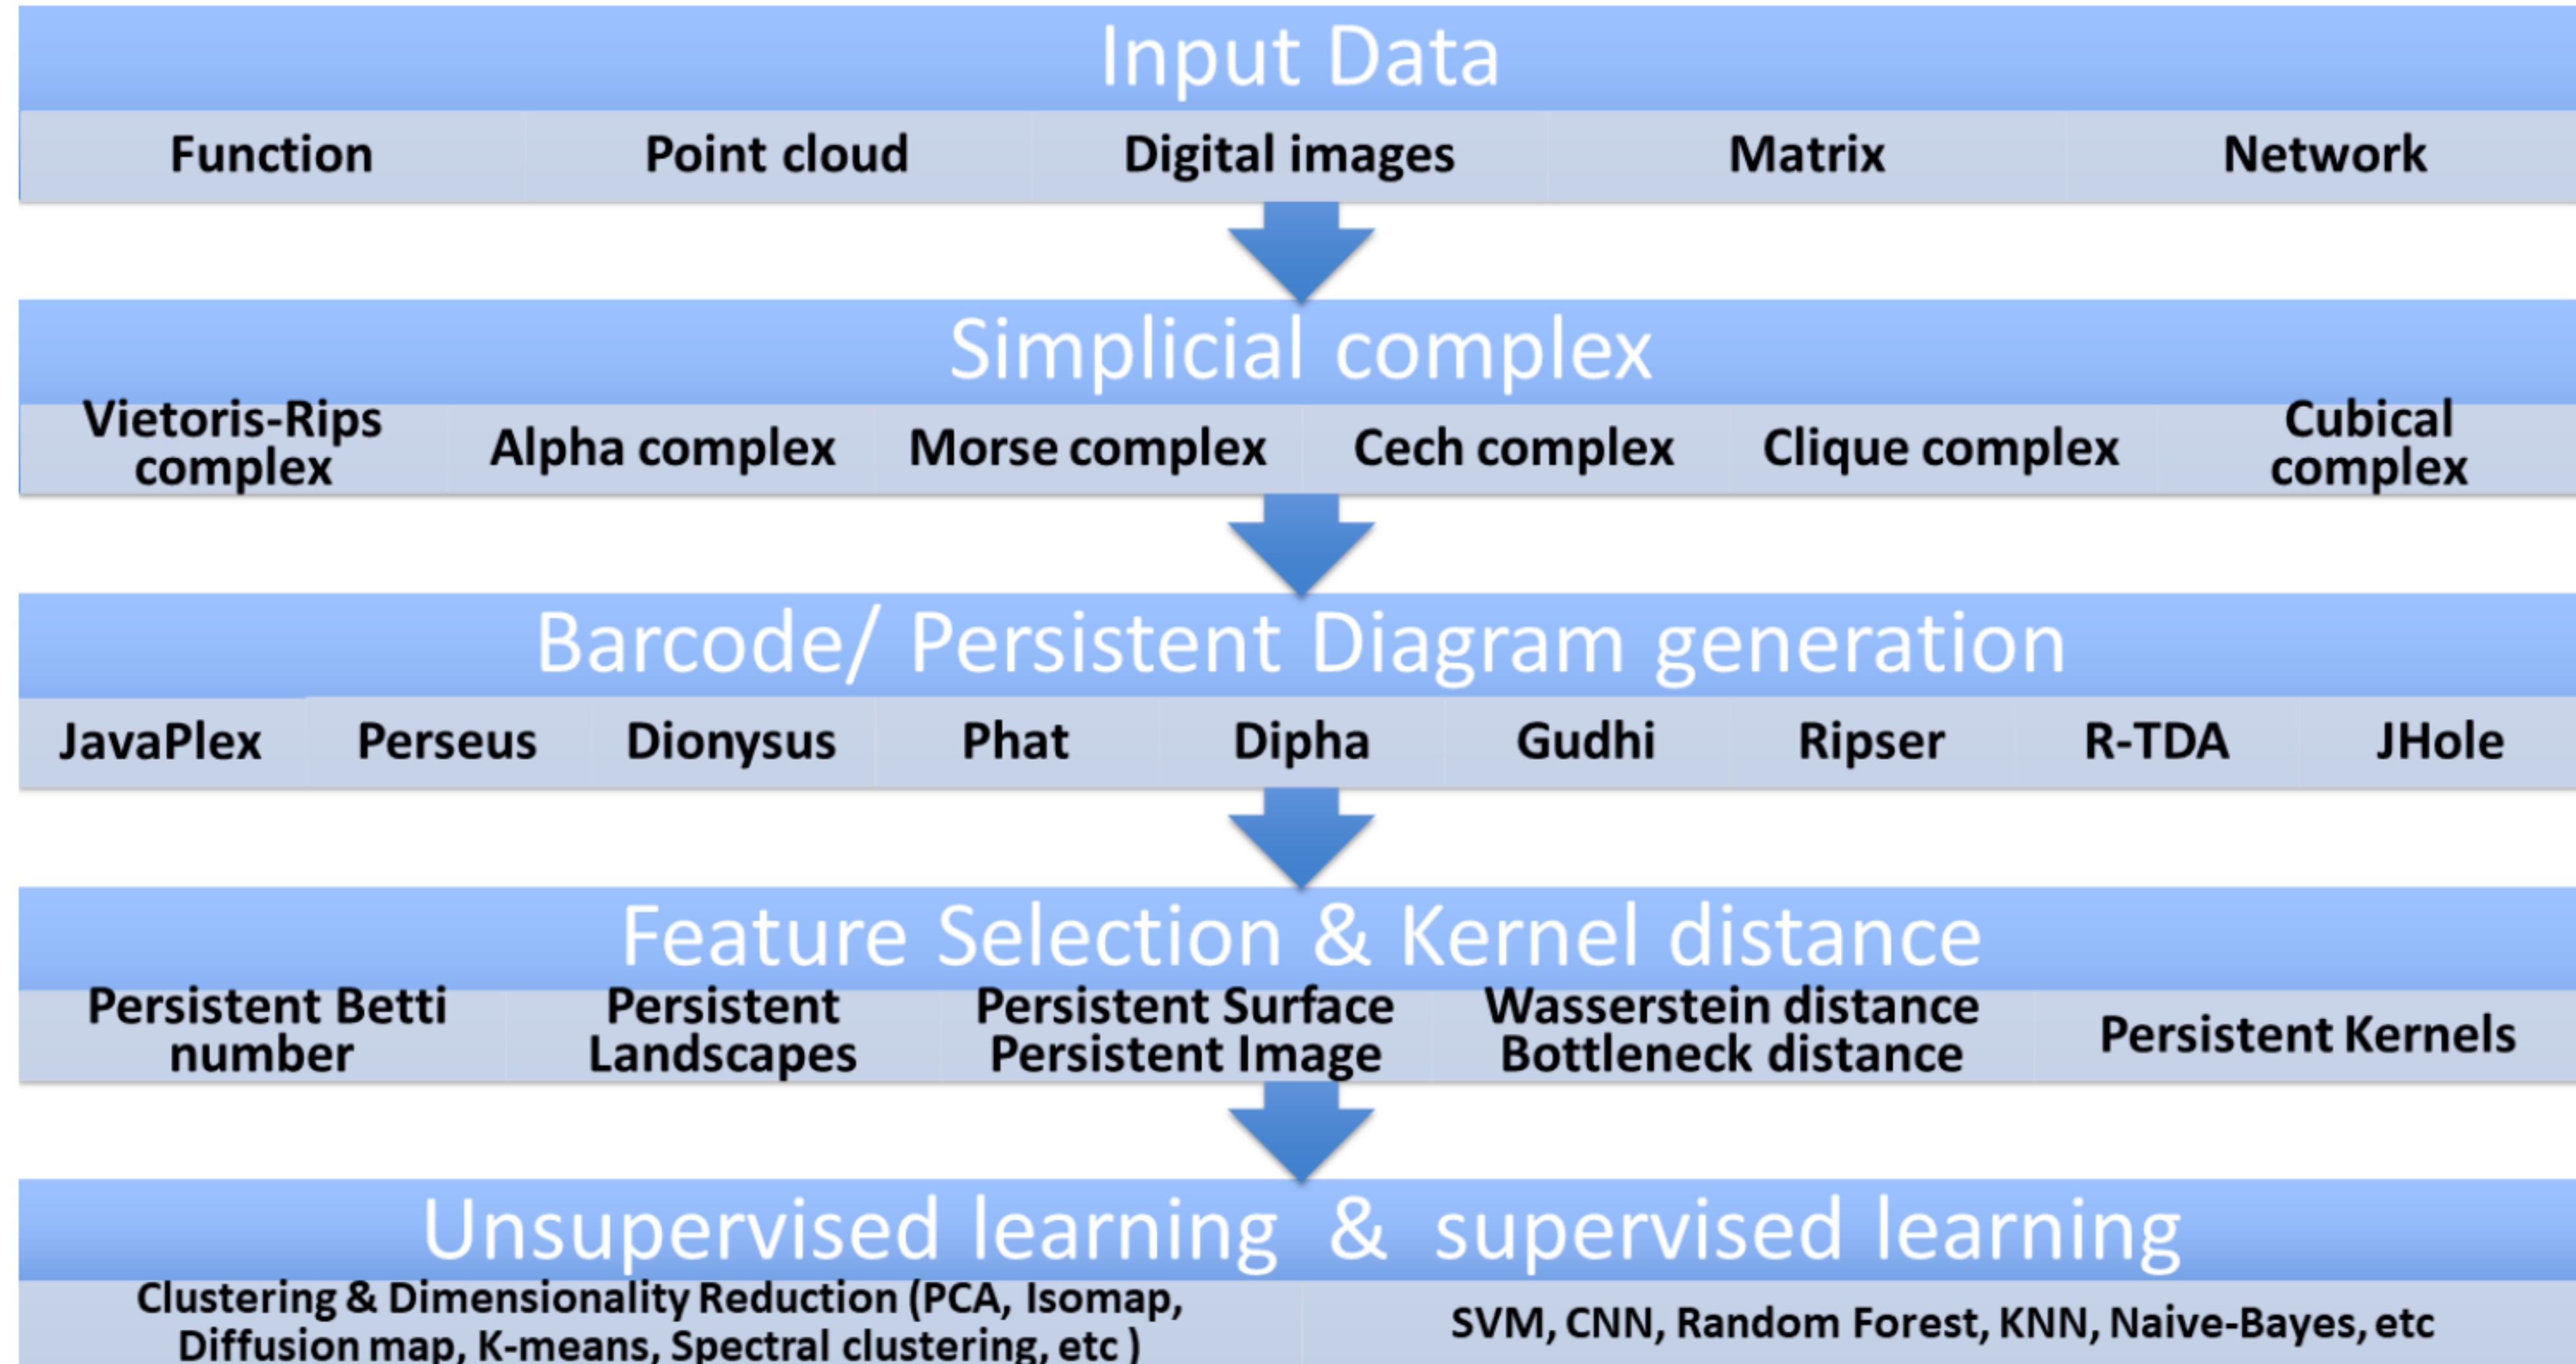 Input Data
Function Point cloud Digital images Matrix Network
Simplicial complex
Vietoris-Rips
complex
Alpha complex Morse complex Cech complex Clique complex
Cubical
complex
Barcode/ Persistent Diagram generation
JavaPlex Perseus Dionysus Phat Dipha Gudhi Ripser R-TDA JHole
Feature Selection & Kernel distance
Persistent Betti
number
Persistent
Landscapes
Persistent Surface
Persistent Image
Wasserstein distance
Bottleneck distance
Persistent Kernels
Unsupervised learning & supervised learning
Clustering & Dimensionality Reduction (PCA, Isomap,
Diffusion map, K-means, Spectral clustering, etc )
SVM, CNN, Random Forest, KNN, Naive-Bayes, etc